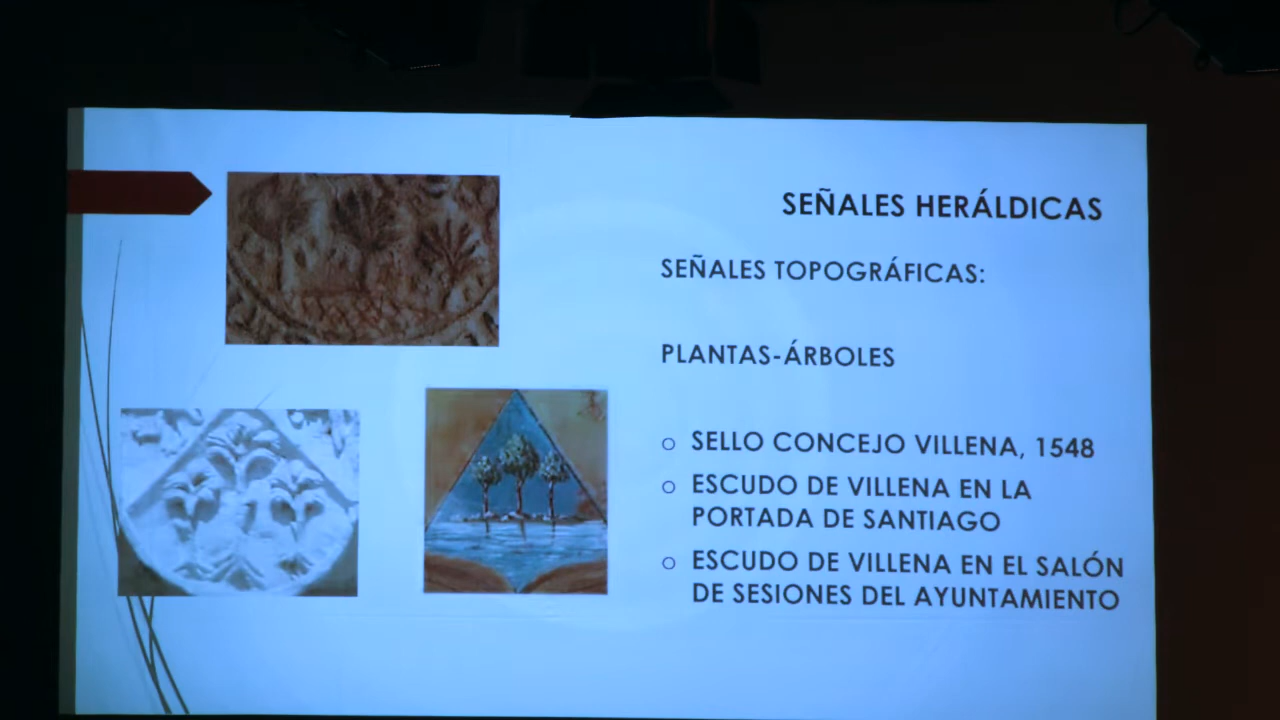 SEÑALES HERÁLDICAS
SEÑALES TOPOGRÁFICAS:
PLANTAS-ÁRBOLES
o SELLO CONCEJO VILLENA, 1548
o ESCUDO DE VILLENA EN LA
PORTADA DE SANTIAGO
o ESCUDO DE VILLENA EN EL SALÓN
DE SESIONES DEL AYUNTAMIENTO